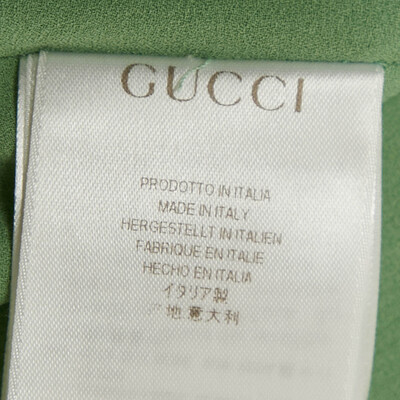 GUCCI
PRODOTTO IN ITALIA
MADE IN ITALY
HERGESTELLT IN ITALIEN
FABRIQUE EN ITALIE
HECHO EN ITALIA
イタリア製
产地意大利